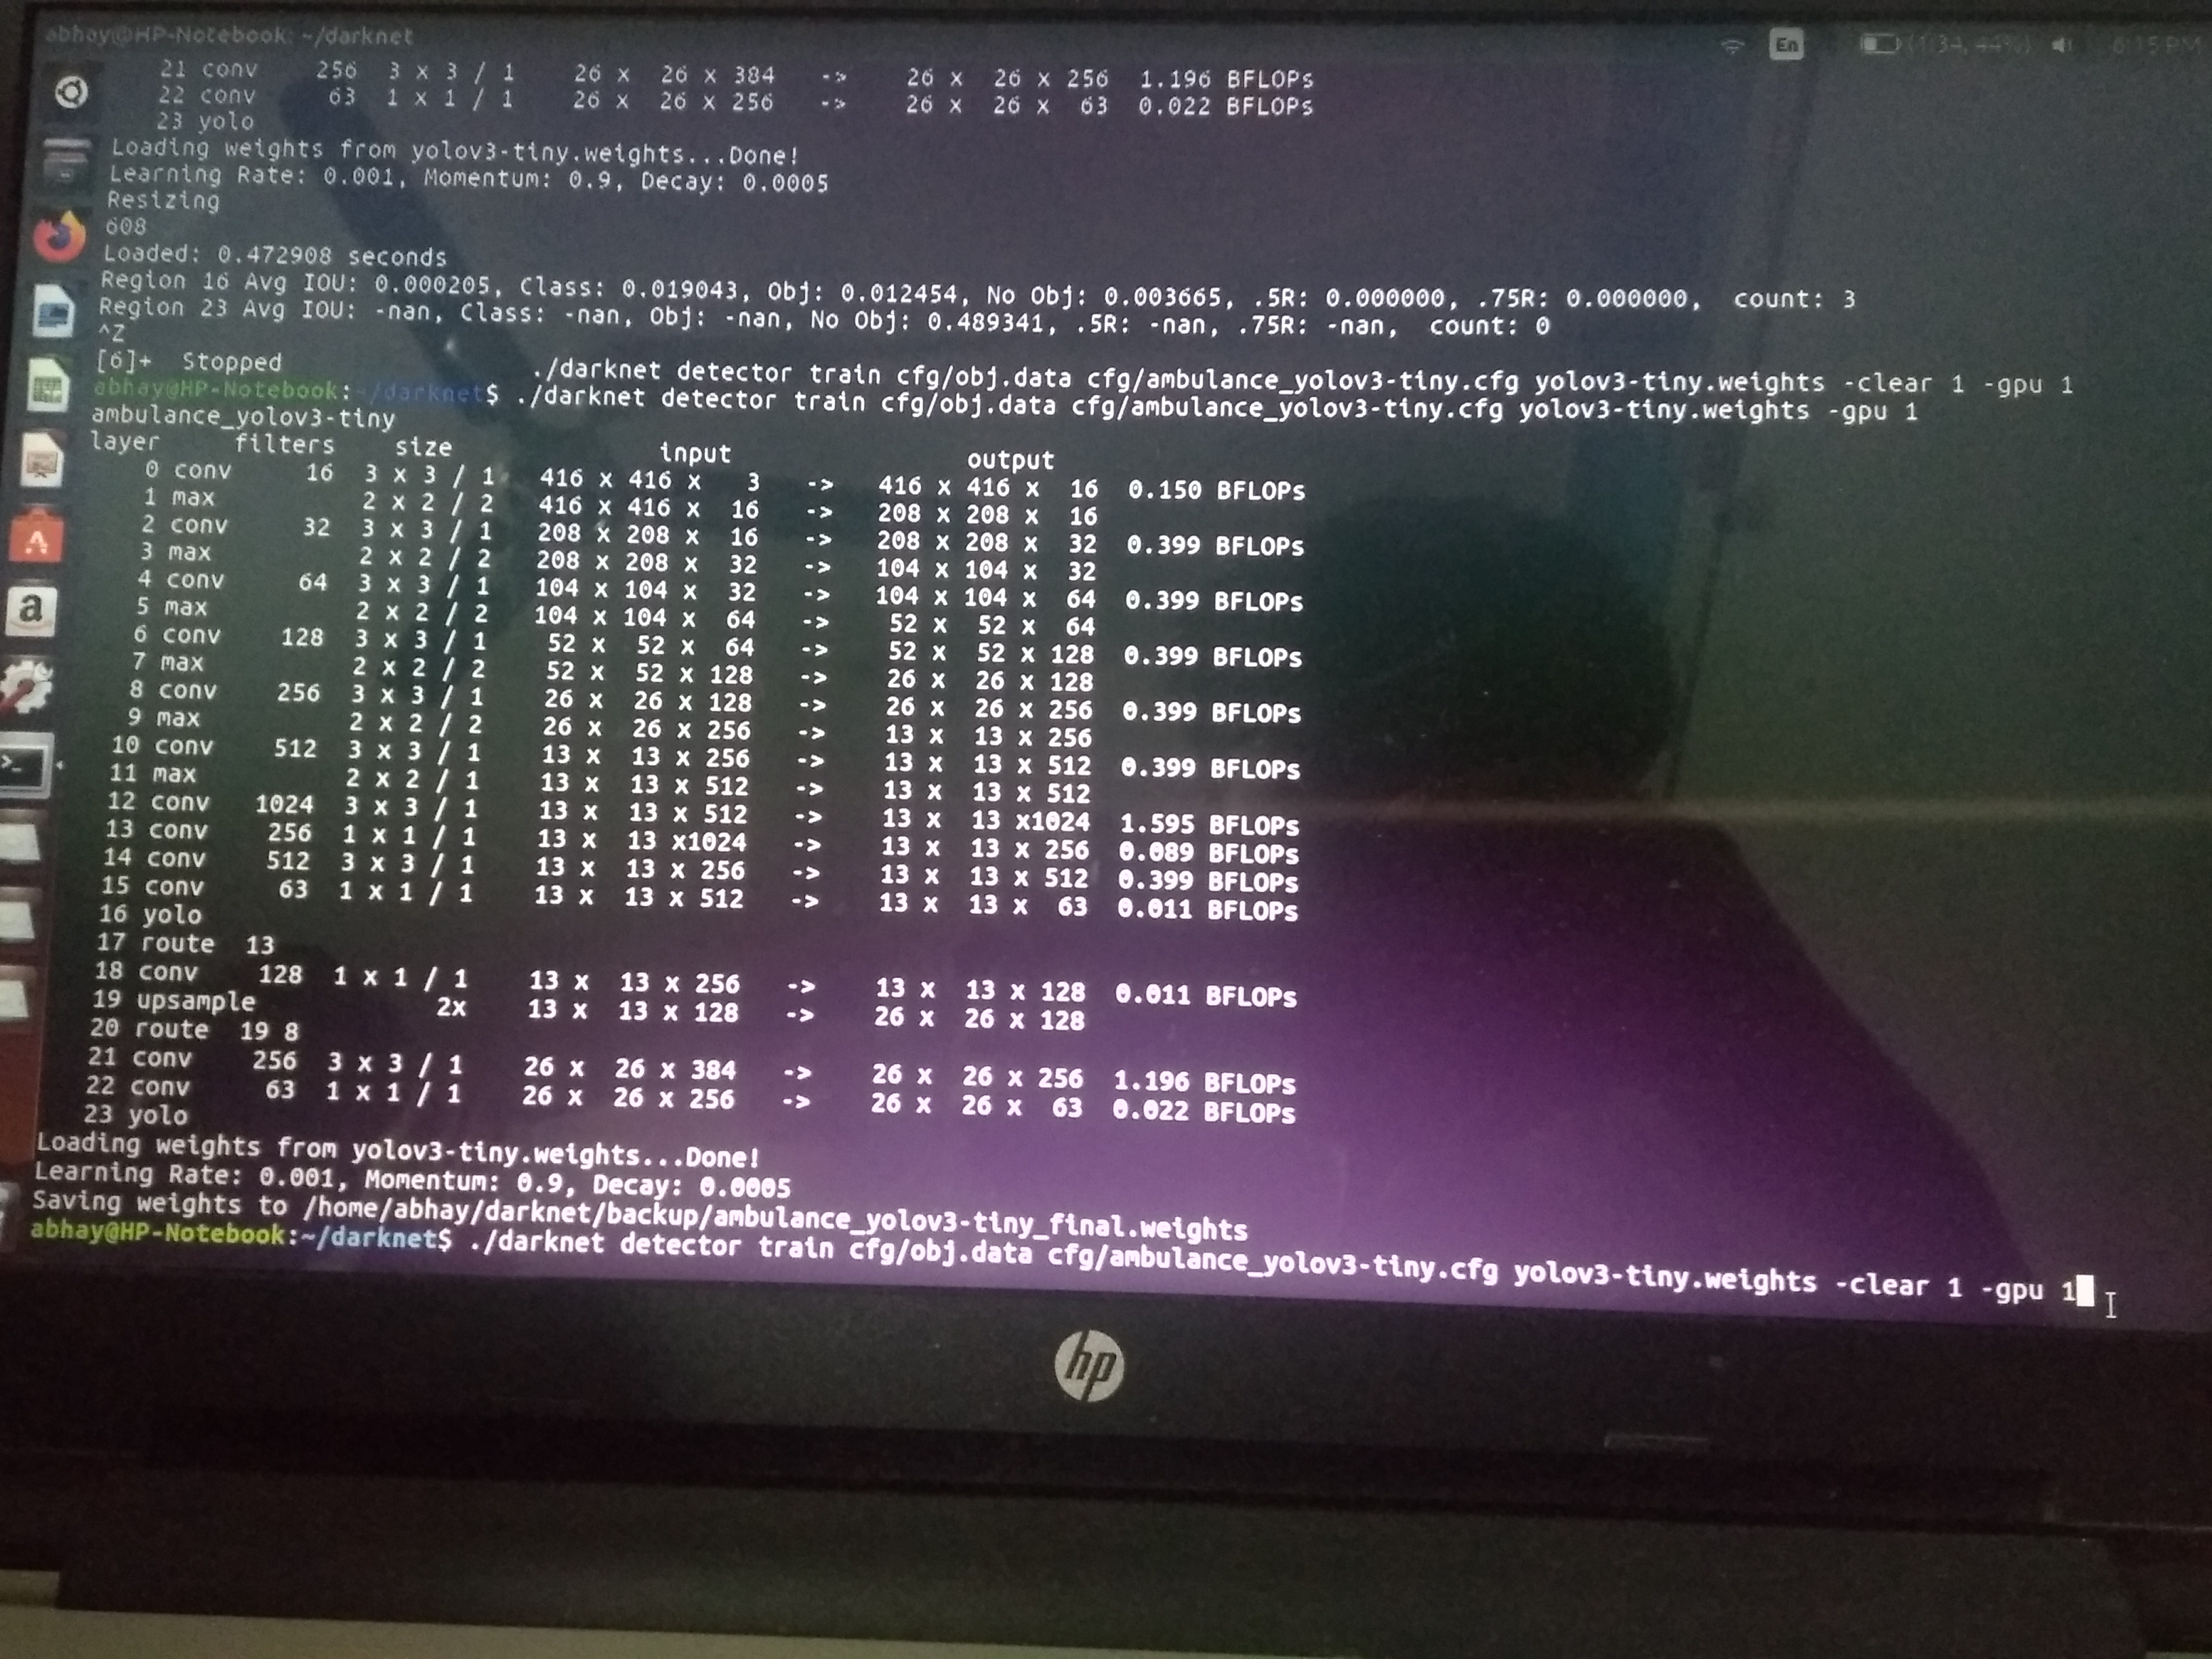 abhay@HP-Notebook: ~/darknet
En (1:34, 44%) 6:15 PM
21 conv 256 3 x 3 / 1 26 x 26 x 384 -> 26 x 26 x 256 1.196 BFLOPs
22 conv 63 1 x 1 / 1 26 x 26 x 256 -> 26 x 26 x 63 0.022 BFLOPs
23 yolo
Loading weights from yolov3-tiny.weights...Done!
Learning Rate: 0.001, Momentum: 0.9, Decay: 0.0005
Resizing
608
Loaded: 0.472908 seconds
Region 16 Avg IOU: 0.000205, Class: 0.019043, Obj: 0.012454, No Obj: 0.003665, .5R: 0.000000, .75R: 0.000000, count: 3
Region 23 Avg IOU: -nan, Class: -nan, Obj: -nan, No Obj: 0.489341, .5R: -nan, .75R: -nan, count: 0
^Z
[6]+ Stopped ./darknet detector train cfg/obj.data cfg/ambulance_yolov3-tiny.cfg yolov3-tiny.weights -clear 1 -gpu 1
abhay@HP-Notebook:~/darknet$ ./darknet detector train cfg/obj.data cfg/ambulance_yolov3-tiny.cfg yolov3-tiny.weights -gpu 1
ambulance_yolov3-tiny
layer filters size input output
0 conv 16 3 x 3 / 1 416 x 416 x 3 -> 416 x 416 x 16 0.150 BFLOPs
1 max 2 x 2 / 2 416 x 416 x 16 -> 208 x 208 x 16
2 conv 32 3 x 3 / 1 208 x 208 x 16 -> 208 x 208 x 32 0.399 BFLOPs
3 max 2 x 2 / 2 208 x 208 x 32 -> 104 x 104 x 32
4 conv 64 3 x 3 / 1 104 x 104 x 32 -> 104 x 104 x 64 0.399 BFLOPs
5 max 2 x 2 / 2 104 x 104 x 64 -> 52 x 52 x 64
6 conv 128 3 x 3 / 1 52 x 52 x 64 -> 52 x 52 x 128 0.399 BFLOPs
7 max 2 x 2 / 2 52 x 52 x 128 -> 26 x 26 x 128
8 conv 256 3 x 3 / 1 26 x 26 x 128 -> 26 x 26 x 256 0.399 BFLOPs
9 max 2 x 2 / 2 26 x 26 x 256 -> 13 x 13 x 256
10 conv 512 3 x 3 / 1 13 x 13 x 256 -> 13 x 13 x 512 0.399 BFLOPs
11 max 2 x 2 / 1 13 x 13 x 512 -> 13 x 13 x 512
12 conv 1024 3 x 3 / 1 13 x 13 x 512 -> 13 x 13 x1024 1.595 BFLOPs
13 conv 256 1 x 1 / 1 13 x 13 x1024 -> 13 x 13 x 256 0.089 BFLOPs
14 conv 512 3 x 3 / 1 13 x 13 x 256 -> 13 x 13 x 512 0.399 BFLOPs
15 conv 63 1 x 1 / 1 13 x 13 x 512 -> 13 x 13 x 63 0.011 BFLOPs
16 yolo
17 route 13
18 conv 128 1 x 1 / 1 13 x 13 x 256 -> 13 x 13 x 128 0.011 BFLOPs
19 upsample 2x 13 x 13 x 128 -> 26 x 26 x 128
20 route 19 8
21 conv 256 3 x 3 / 1 26 x 26 x 384 -> 26 x 26 x 256 1.196 BFLOPs
22 conv 63 1 x 1 / 1 26 x 26 x 256 -> 26 x 26 x 63 0.022 BFLOPs
23 yolo
Loading weights from yolov3-tiny.weights...Done!
Learning Rate: 0.001, Momentum: 0.9, Decay: 0.0005
Saving weights to /home/abhay/darknet/backup/ambulance_yolov3-tiny_final.weights
abhay@HP-Notebook:~/darknet$ ./darknet detector train cfg/obj.data cfg/ambulance_yolov3-tiny.cfg yolov3-tiny.weights -clear 1 -gpu 1
hp